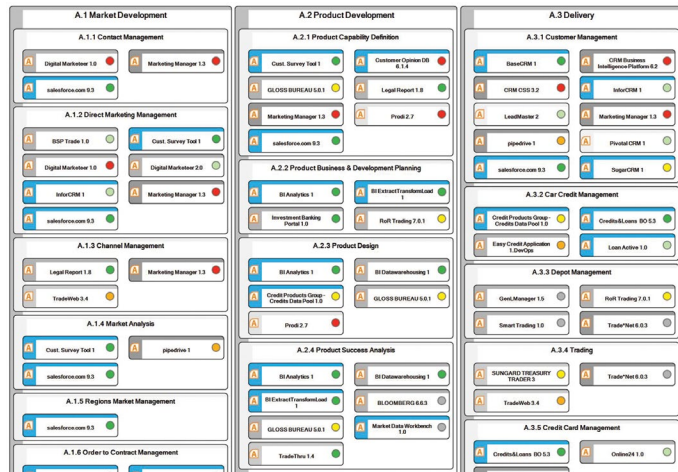 A.1 Market Development
A.1.1 Contact Management
A Digital Marketeer 1.0
A Marketing Manager 1.3
A salesforce.com 9.3
A.1.2 Direct Marketing Management
A BSP Trade 1.0
A Cust. Survey Tool 1
A Digital Marketeer 1.0
A Digital Marketeer 2.0
A InforCRM 1
A Marketing Manager 1.3
A salesforce.com 9.3
A.1.3 Channel Management
A Legal Report 1.8
A Marketing Manager 1.3
A TradeWeb 3.4
A.1.4 Market Analysis
A Cust. Survey Tool 1
A pipedrive 1
A salesforce.com 9.3
A.1.5 Regions Market Management
A salesforce.com 9.3
A.1.6 Order to Contract Management
A.2 Product Development
A.2.1 Product Capability Definition
A Cust. Survey Tool 1
A Customer Opinion DB
6.1.4
A GLOSS BUREAU 5.0.1
A Legal Report 1.8
A Marketing Manager 1.3
A Prodi 2.7
A salesforce.com 9.3
A.2.2 Product Business & Development Planning
A BI Analytics 1
A BI ExtractTransformLoad
1
A Investment Banking
Portal 1.0
A RoR Trading 7.0.1
A.2.3 Product Design
A BI Analytics 1
A BI Datawarehousing 1
A Credit Products Group -
Credits Data Pool 1.0
A GLOSS BUREAU 5.0.1
A Prodi 2.7
A.2.4 Product Success Analysis
A BI Analytics 1
A BI Datawarehousing 1
A BI ExtractTransformLoad
1
A BLOOMBERG 6.6.3
A GLOSS BUREAU 5.0.1
A Market Data Workbench
1.0
A TradeThru 1.4
A.3 Delivery
A.3.1 Customer Management
A BaseCRM 1
A CRM Business
Intelligence Platform 6.2
A CRM CSS 3.2
A InforCRM 1
A LeadMaster 2
A Marketing Manager 1.3
A pipedrive 1
A Pivotal CRM 1
A salesforce.com 9.3
A SugarCRM 1
A.3.2 Car Credit Management
A Credit Products Group -
Credits Data Pool 1.0
A Credits&Loans BO 5.3
A Easy Credit Application
1.DevOps
A Loan Active 1.0
A.3.3 Depot Management
A GenLManager 1.5
A RoR Trading 7.0.1
A Smart Trading 1.0
A Trade*Net 6.0.3
A.3.4 Trading
A SUNGARD TREASURY
TRADER 3
A Trade*Net 6.0.3
A TradeWeb 3.4
A.3.5 Credit Card Management
A Credits&Loans BO 5.3
A Online24 1.0